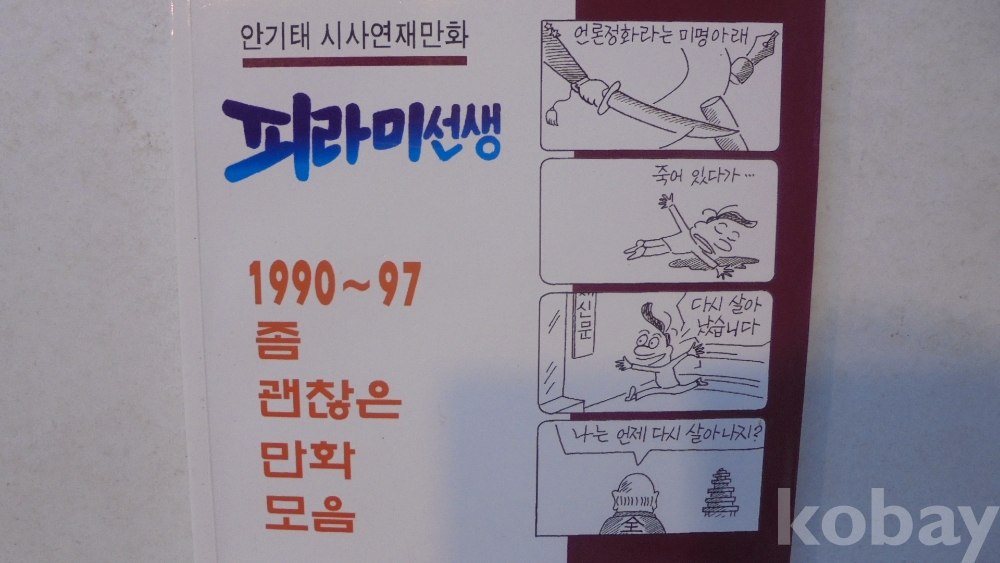 안기태 시사연재만화
피라미선생
1990~97
좀
괜찮은
만화
모음
언론정화라는 미명아래
죽어 있다가…
신문
다시 살아
났습니다
나는 언제 다시 살아나지?
全
kobay